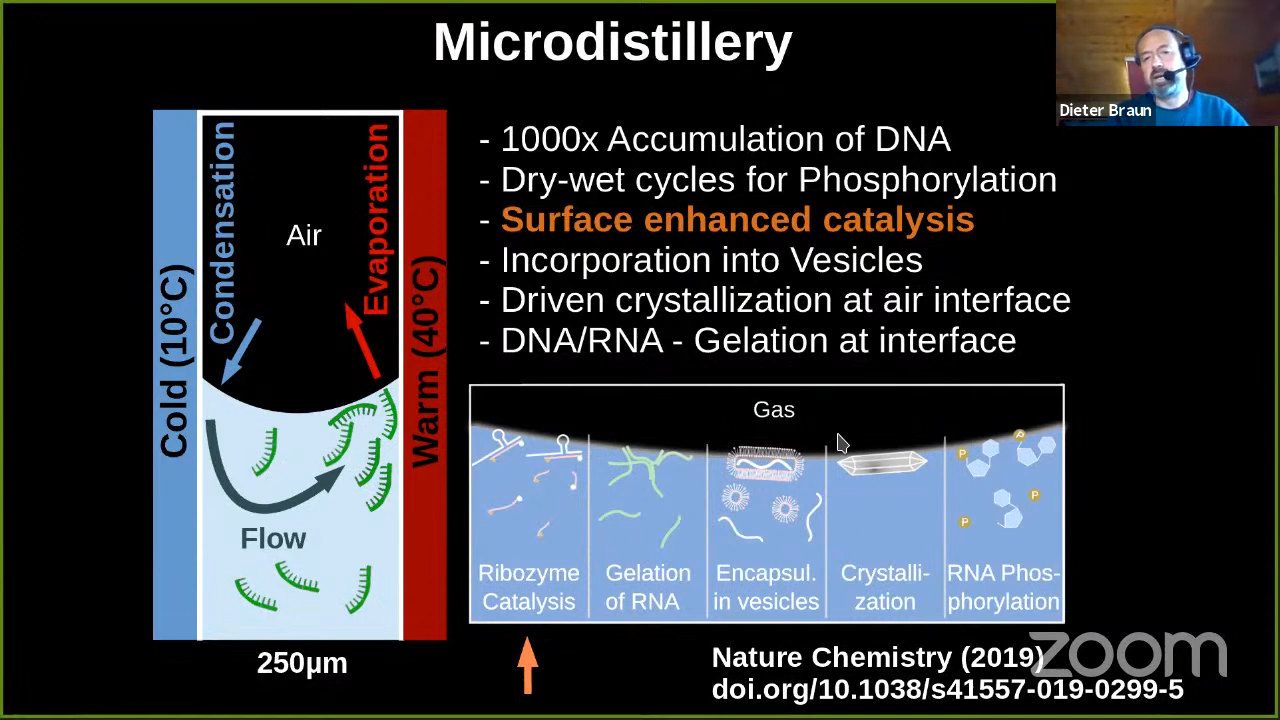 Microdistillery
Dieter Braun
Cold (10°C)
Condensation
Air
Evaporation
Warm (40°C)
Flow
250µm
- 1000x Accumulation of DNA
- Dry-wet cycles for Phosphorylation
- Surface enhanced catalysis
- Incorporation into Vesicles
- Driven crystallization at air interface
- DNA/RNA - Gelation at interface
Gas
P
P
P
P
Ribozyme
Catalysis
Gelation
of RNA
Encapsul.
in vesicles
Crystalli-
zation
RNA Phos-
phorylation
Nature Chemistry (2019)
doi.org/10.1038/s41557-019-0299-5
zoom